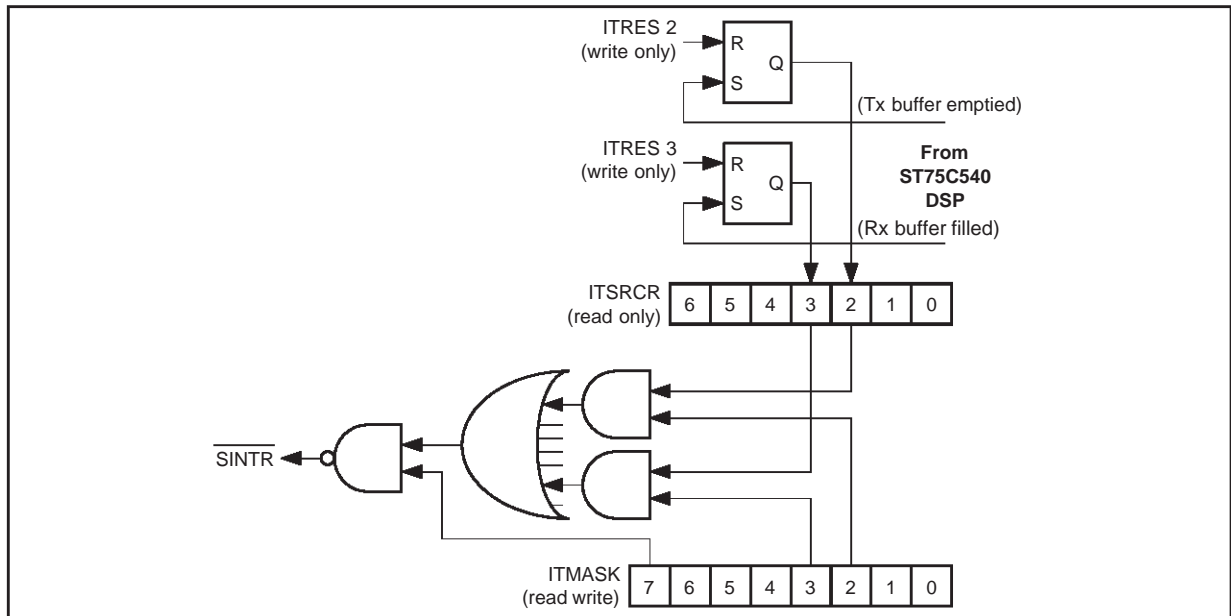 ITRES 2
(write only)
R
Q
S
(Tx buffer emptied)
ITRES 3
(write only)
R
Q
S
From
ST75C540
DSP
(Rx buffer filled)
ITSRCR
(read only)
6 5 4 3 2 1 0
SINTR
ITMASK
(read write)
7 6 5 4 3 2 1 0